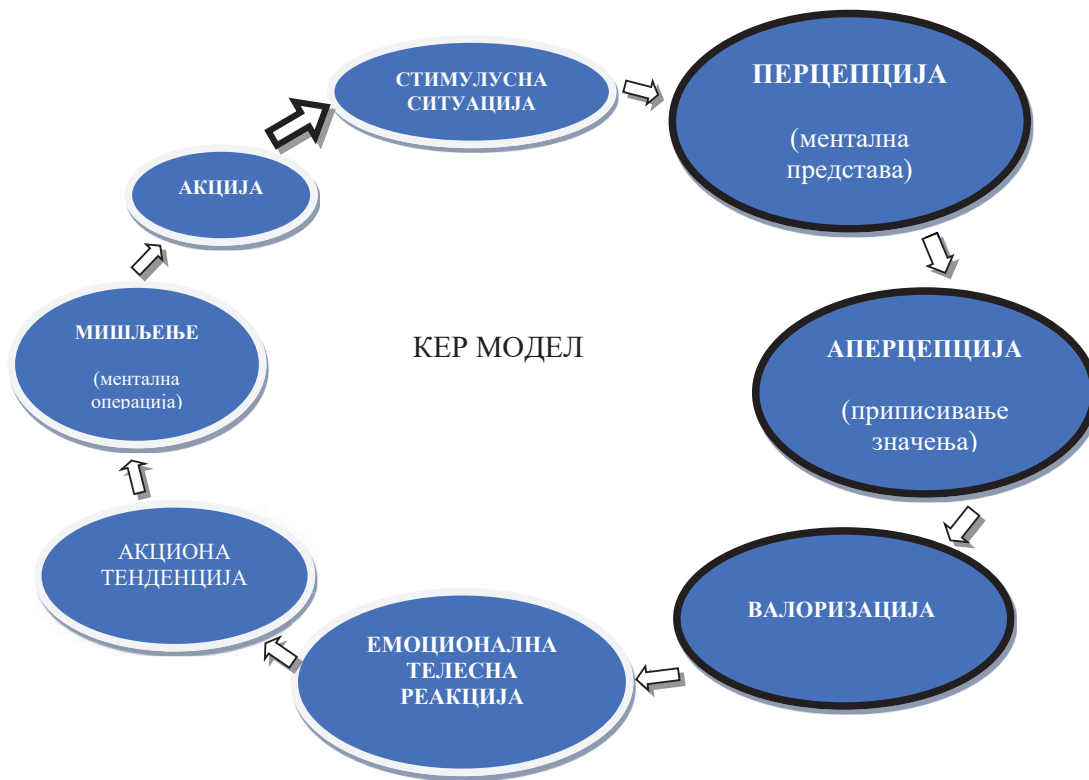 СТИМУЛУСНА
СИТУАЦИЈА
ПЕРЦЕПЦИЈА
(ментална
представа)
АПЕРЦЕПЦИЈА
(приписивање
значења)
ВАЛОРИЗАЦИЈА
ЕМОЦИОНАЛНА
ТЕЛЕСНА
РЕАКЦИЈА
АКЦИОНА
ТЕНДЕНЦИЈА
МИШЉЕЊЕ
(ментална
операција)
АКЦИЈА
КЕР МОДЕЛ